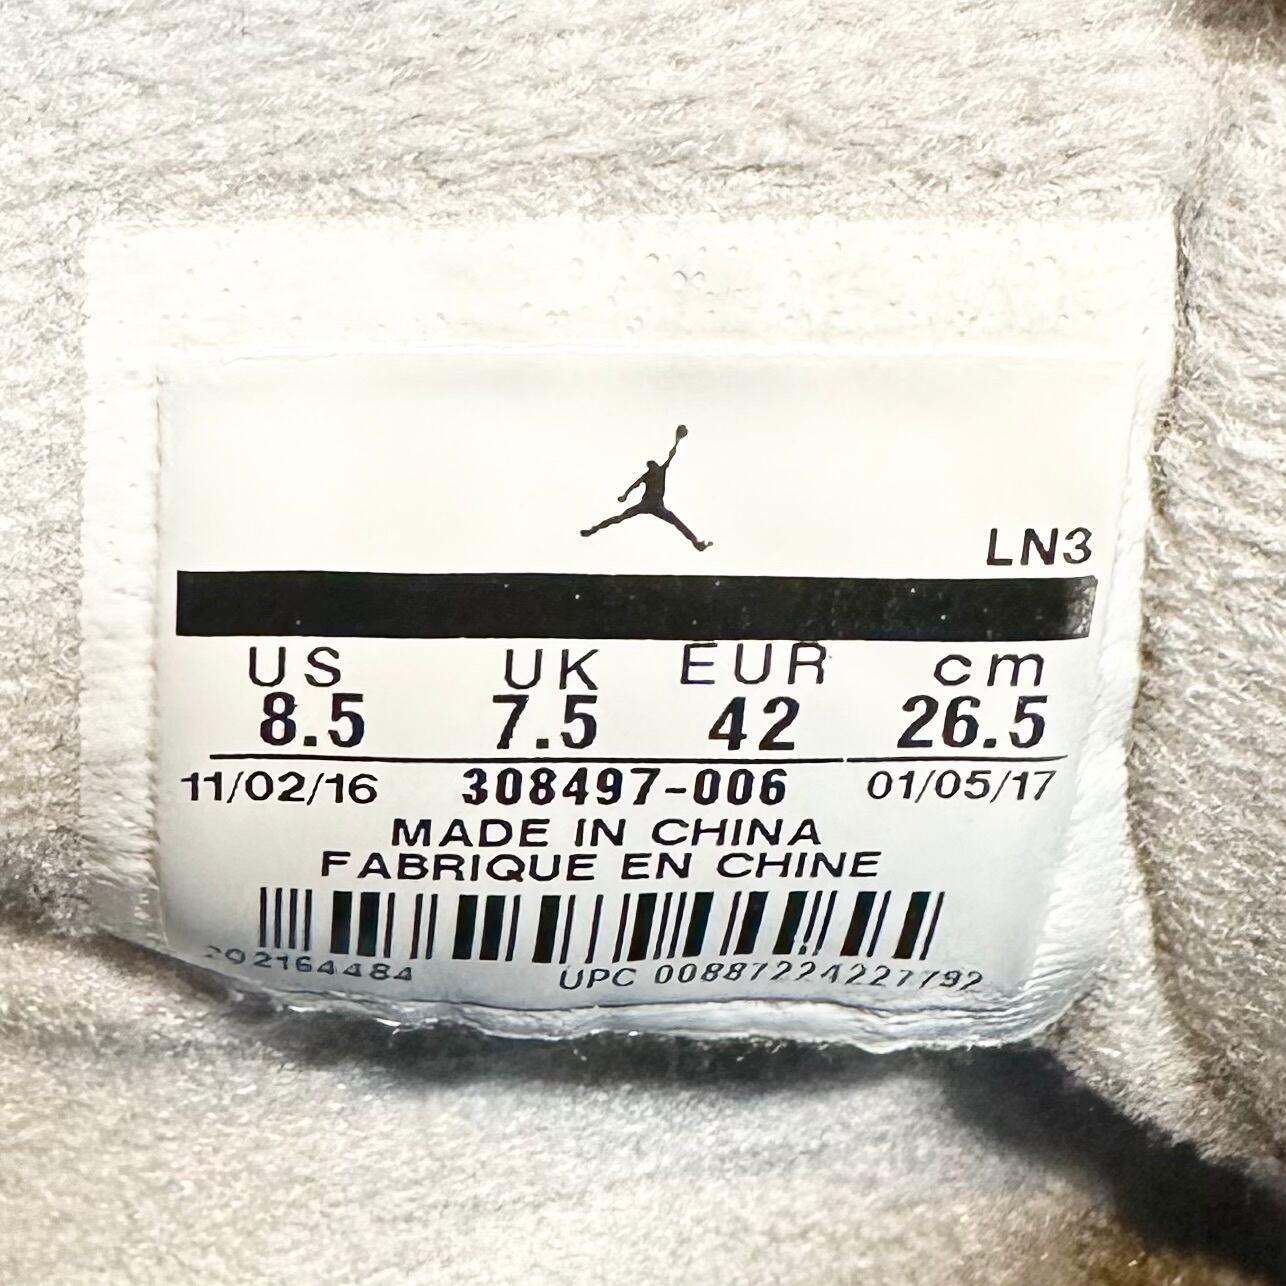 LN3
US UK EUR cm
8.5 7.5 42 26.5
11/02/16 308497-006 01/05/17
MADE IN CHINA
FABRIQUE EN CHINE
UPC 00887224227792